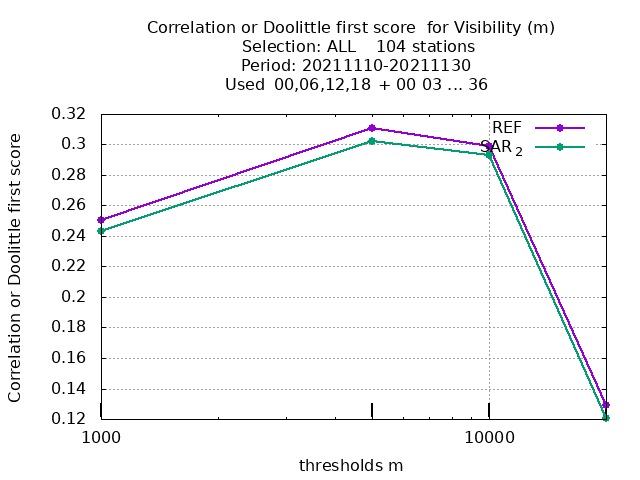 Correlation or Doolittle first score  for Visibility (m)
Selection: ALL    104 stations
Period: 20211110-20211130
Used  00,06,12,18 + 00 03 ... 36
REF
SAR 2
0.32
0.3
0.28
0.26
0.24
0.22
0.2
0.18
0.16
0.14
0.12
Correlation or Doolittle first score
1000
10000
thresholds m